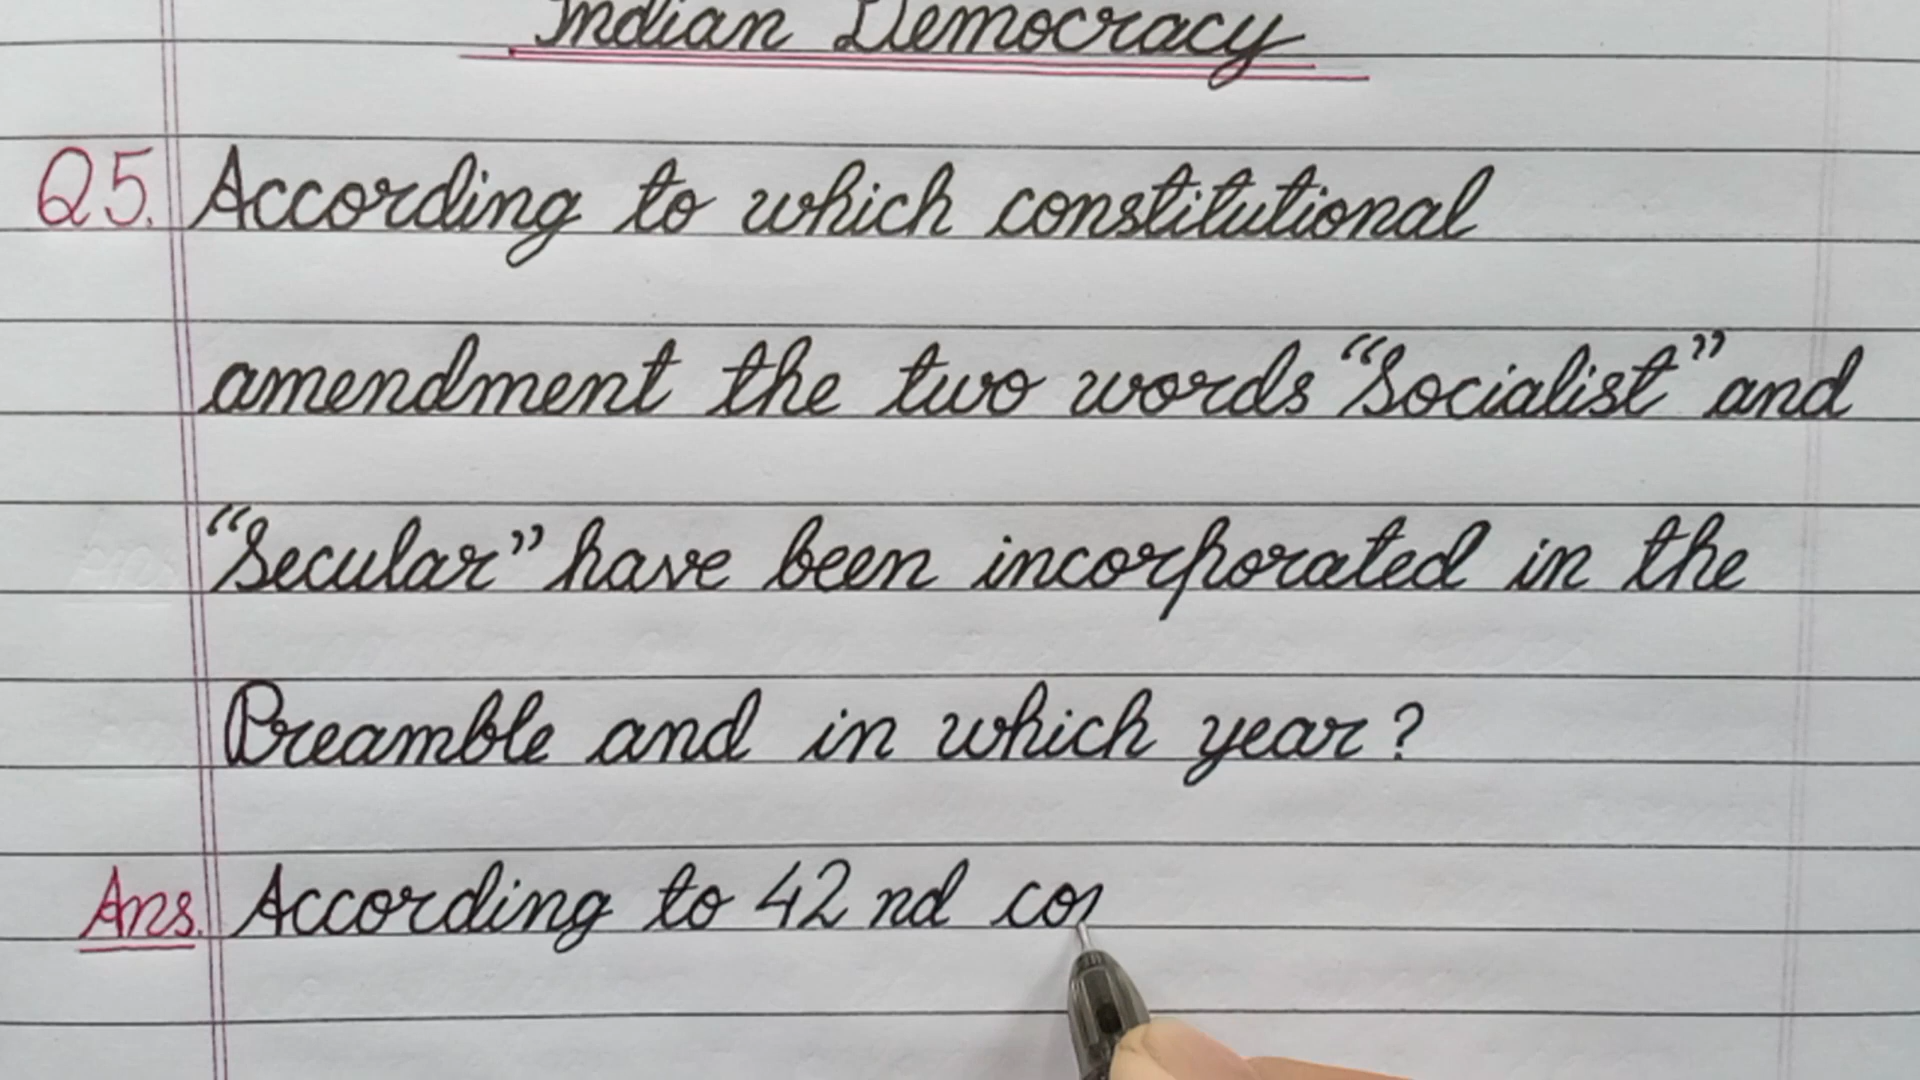 Indian Democracy
Q5. According to which constitutional
amendment the two words "Socialist" and
"Secular" have been incorporated in the
Preamble and in which year?
Ans. According to 42 nd con